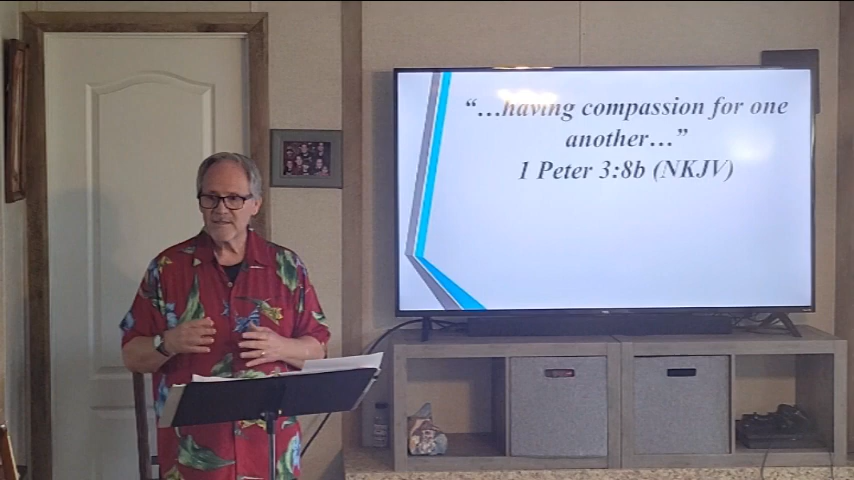 “...having compassion for one
another...”
1 Peter 3:8b (NKJV)